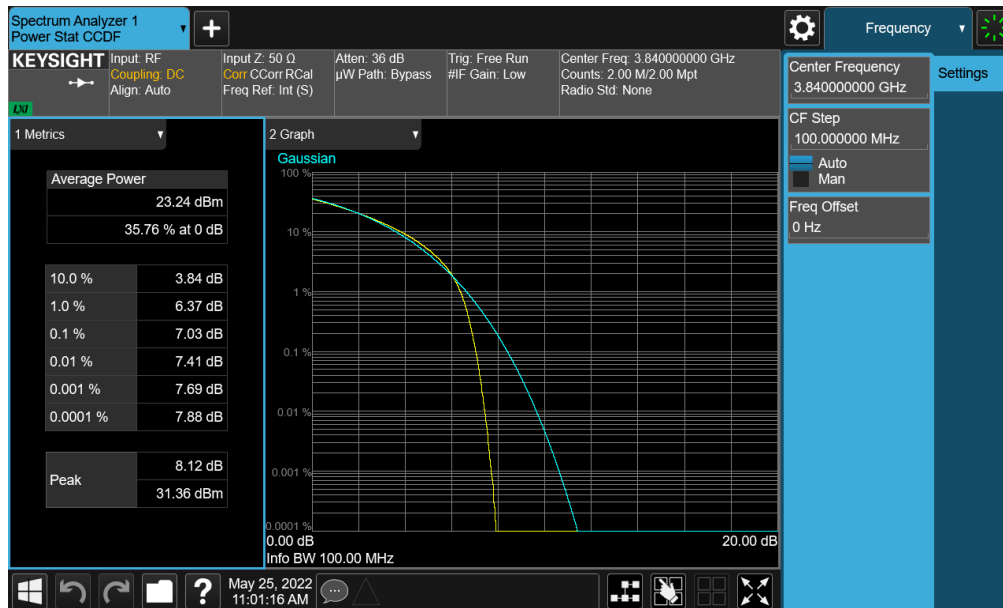 Spectrum Analyzer 1
Power Stat CCDF
Frequency
KEYSIGHT
Input: RF
Coupling: DC
Align: Auto
Input Z: 50 Ω
Corr CCorr RCal
Freq Ref: Int (S)
Atten: 36 dB
µW Path: Bypass
Trig: Free Run
#IF Gain: Low
Center Freq: 3.840000000 GHz
Counts: 2.00 M/2.00 Mpt
Radio Std: None
LXI
Center Frequency
3.840000000 GHz
Settings
CF Step
100.000000 MHz
Auto
Man
Freq Offset
0 Hz
1 Metrics
Average Power
23.24 dBm
35.76 % at 0 dB
10.0 % 3.84 dB
1.0 % 6.37 dB
0.1 % 7.03 dB
0.01 % 7.41 dB
0.001 % 7.69 dB
0.0001 % 7.88 dB
Peak
8.12 dB
31.36 dBm
2 Graph
Gaussian
100 %
10 %
1 %
0.1 %
0.01 %
0.001 %
0.0001 %
0.00 dB 20.00 dB
Info BW 100.00 MHz
?
May 25, 2022
11:01:16 AM